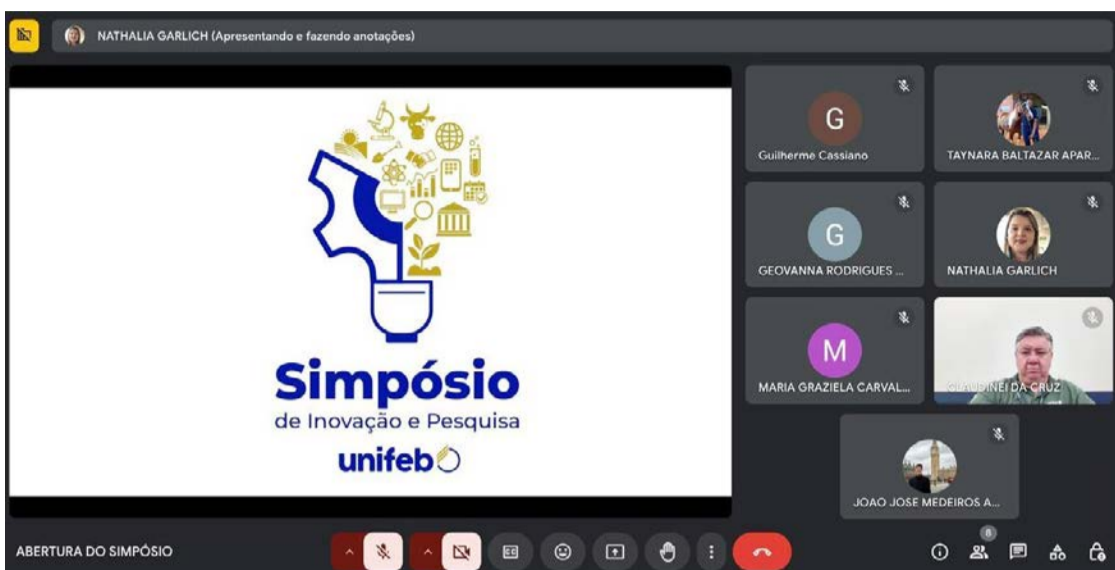 NATHALIA GARLICH (Apresentando e fazendo anotações)
Simpósio
de Inovação e Pesquisa
unifeb
G
Guilherme Cassiano
TAYNARA BALTAZAR APAR...
G
GEOVANNA RODRIGUES ...
NATHALIA GARLICH
M
MARIA GRAZIELA CARVAL...
CLAUDINEI DA CRUZ
JOAO JOSE MEDEIROS A...
ABERTURA DO SIMPÓSIO
CC
8